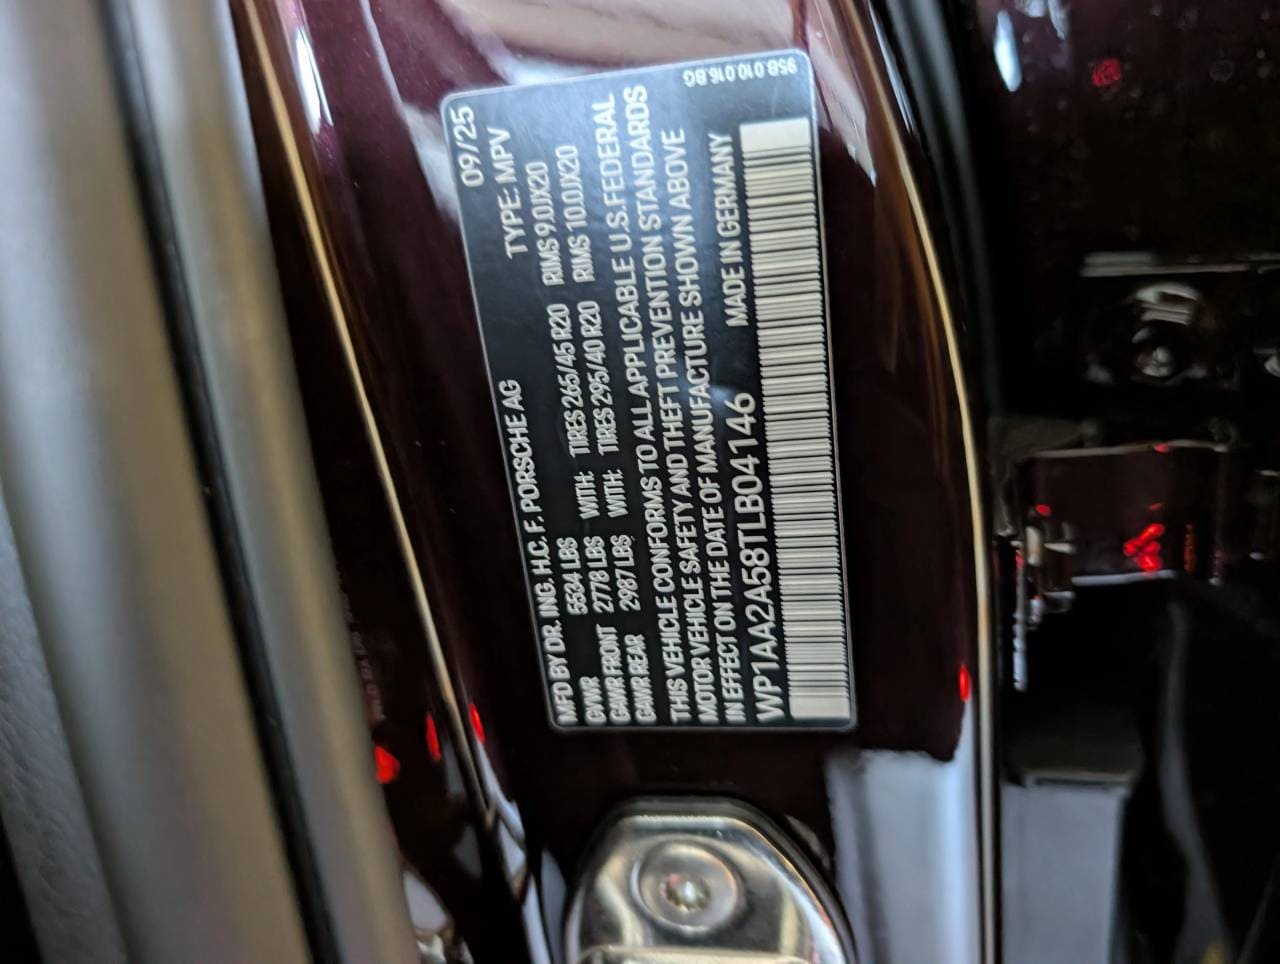 09/25
MFD BY DR. ING. H.C. F. PORSCHE AG TYPE: MPV
GVWR 5534 LBS
GAWR FRONT 2778 LBS WITH: TIRES 265/45 R20 RIMS 9.0JX20
GAWR REAR 2987 LBS WITH: TIRES 295/40 R20 RIMS 10.0JX20
THIS VEHICLE CONFORMS TO ALL APPLICABLE U.S. FEDERAL
MOTOR VEHICLE SAFETY AND THEFT PREVENTION STANDARDS
IN EFFECT ON THE DATE OF MANUFACTURE SHOWN ABOVE
WP1AA2A58TLB04146 MADE IN GERMANY
95B.010.016.BG